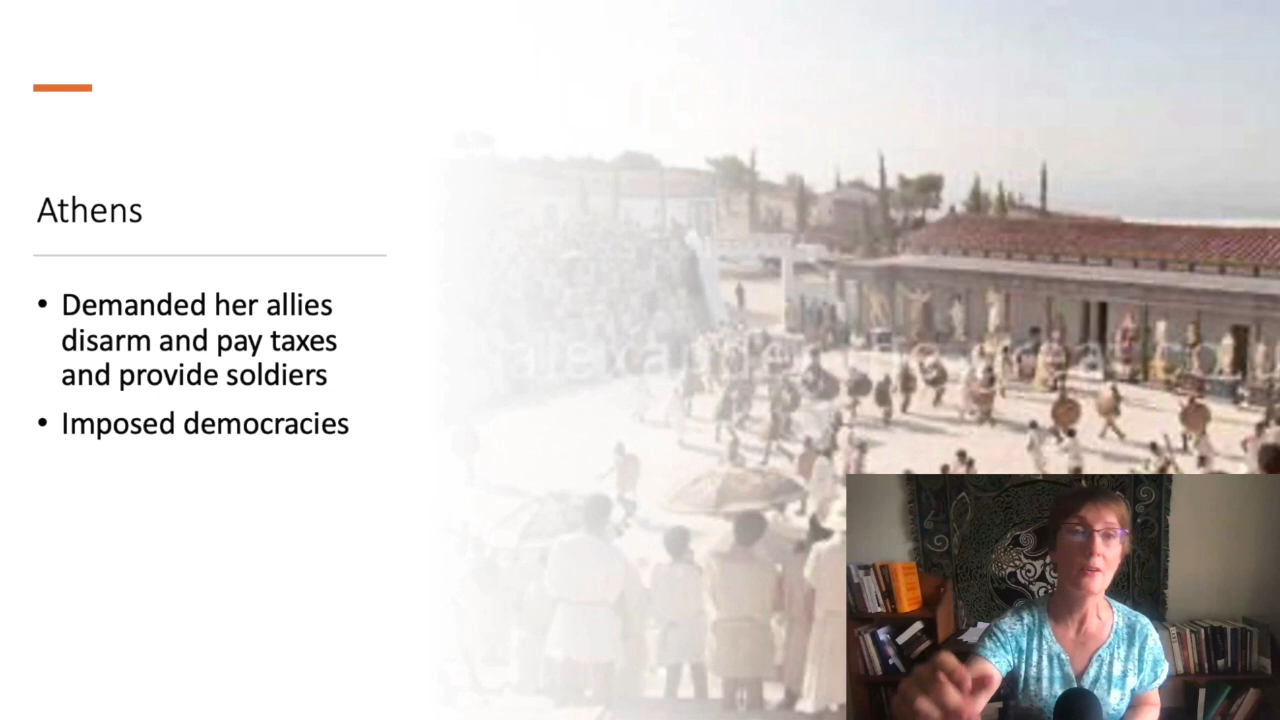 Athens
• Demanded her allies
disarm and pay taxes
and provide soldiers
• Imposed democracies